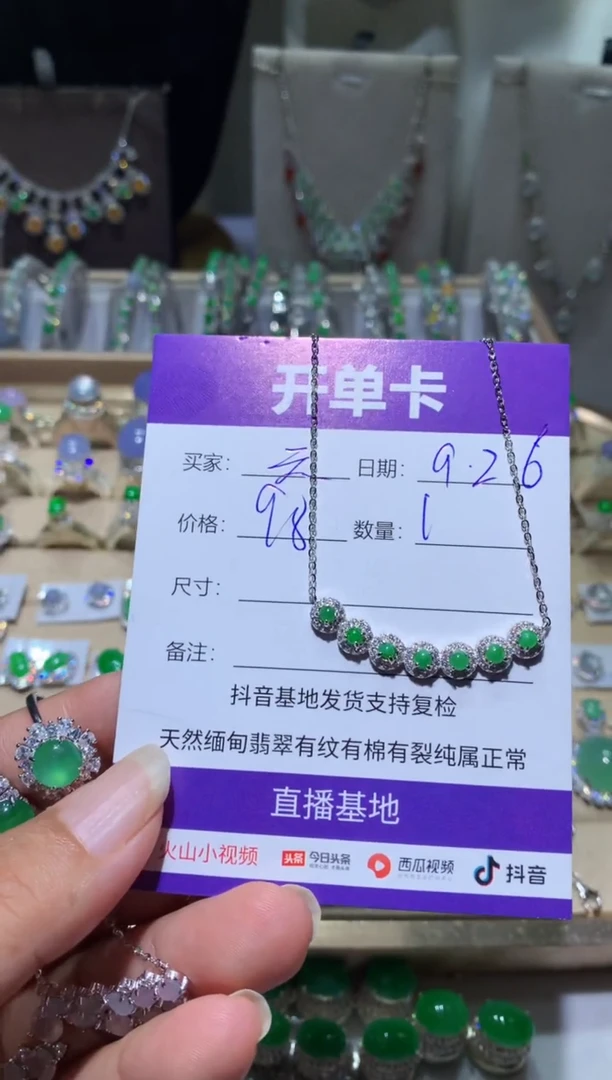 开单卡
买家: 云 日期: 9.26
价格: 98 数量: 1
尺寸:
备注:
抖音基地发货支持复检
天然缅甸翡翠有纹有棉有裂纯属正常
直播基地
火山小视频 头条 今日头条 西瓜视频 抖音